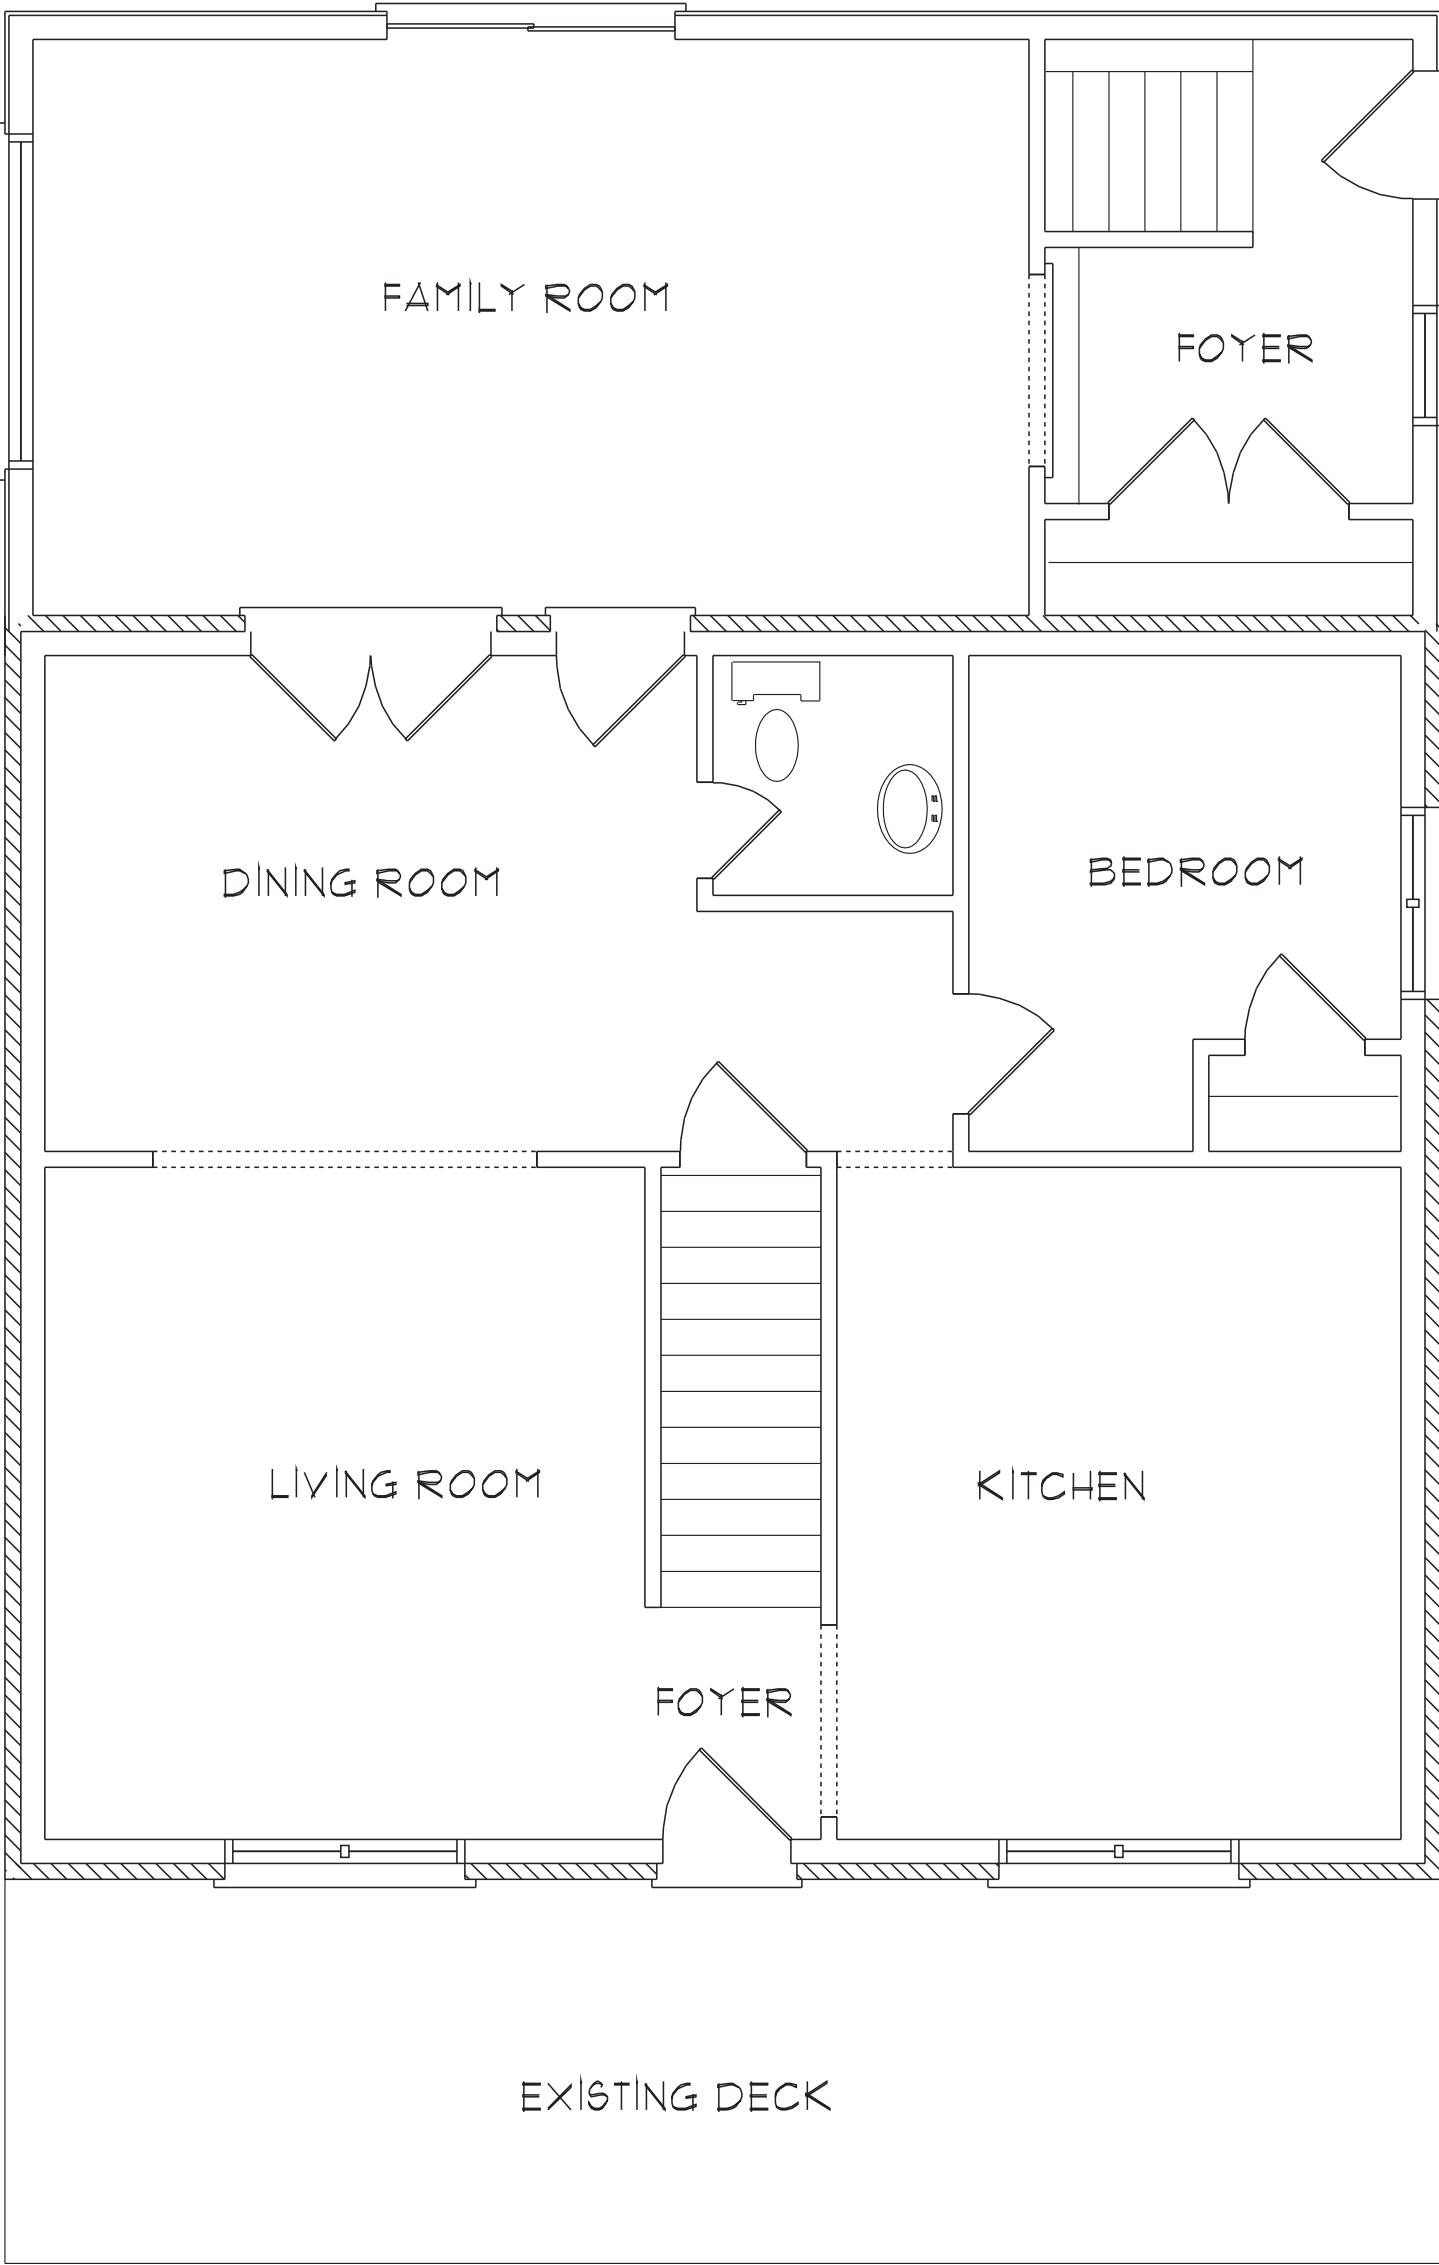 FAMILY ROOM
FOYER
DINING ROOM
BEDROOM
LIVING ROOM
KITCHEN
FOYER
EXISTING DECK